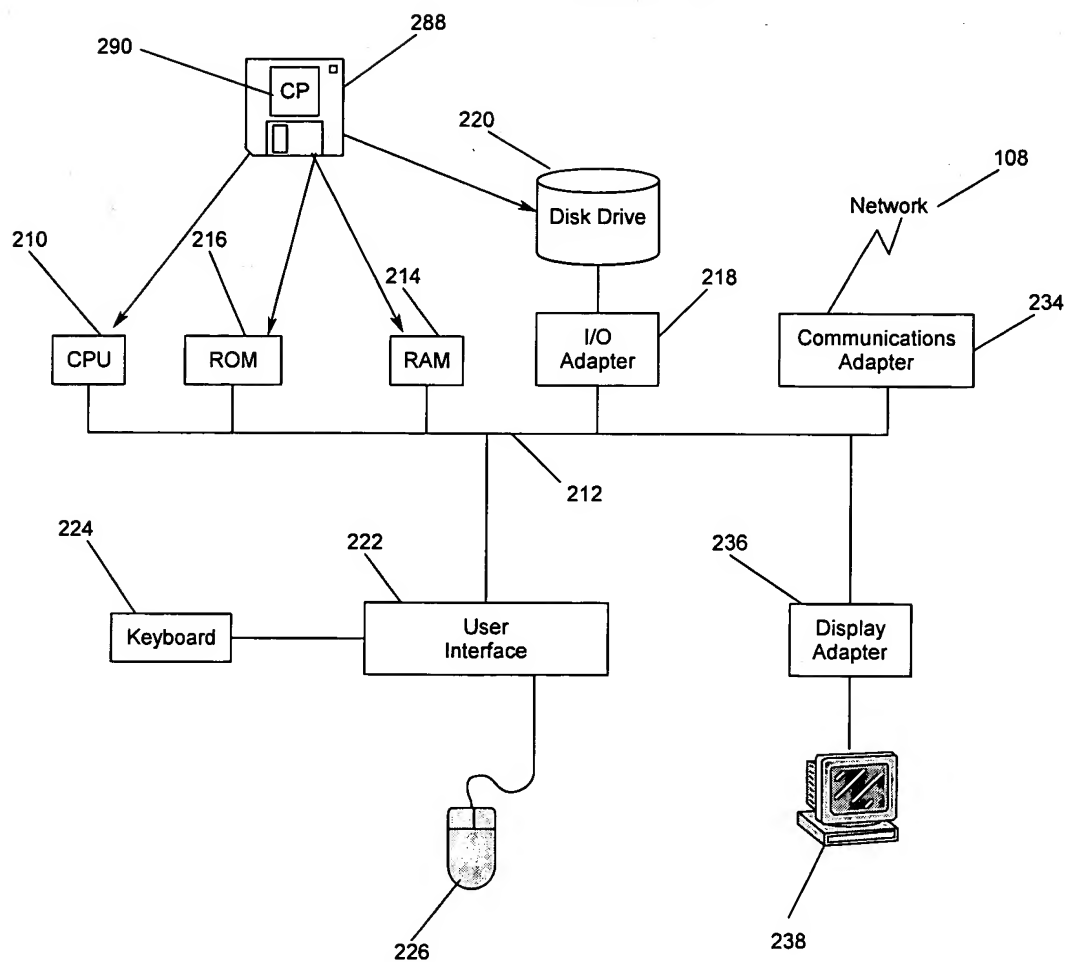 290
288
CP
220
108
Network
Disk Drive
210
216
214
218
234
CPU
ROM
RAM
I/O
Adapter
Communications
Adapter
212
224
222
236
Keyboard
User
Interface
Display
Adapter
226
238